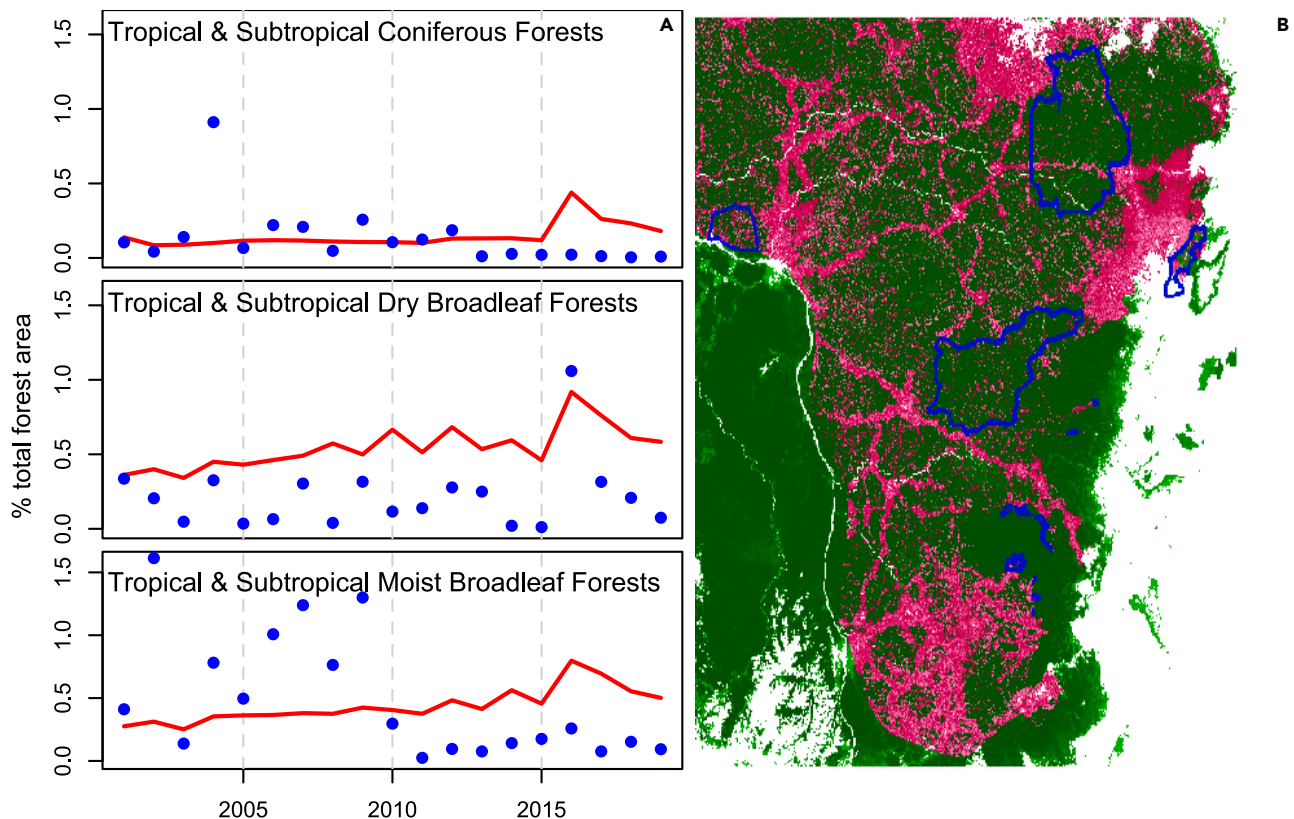 Tropical & Subtropical Coniferous Forests
A
B
1.5
1.0
0.5
0.0
Tropical & Subtropical Dry Broadleaf Forests
1.5
1.0
0.5
0.0
% total forest area
Tropical & Subtropical Moist Broadleaf Forests
1.5
1.0
0.5
0.0
2005 2010 2015